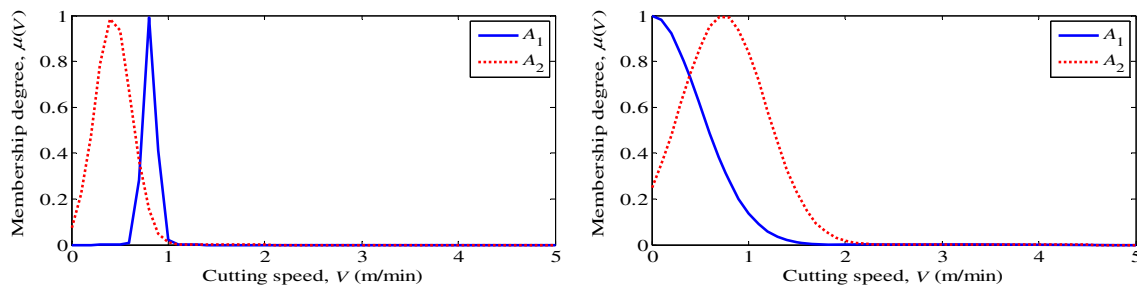 Membership degree, μ(V)
1
0.8
0.6
0.4
0.2
0
0 1 2 3 4 5
Cutting speed, V (m/min)
A1
A2
Membership degree, μ(V)
1
0.8
0.6
0.4
0.2
0
0 1 2 3 4 5
Cutting speed, V (m/min)
A1
A2